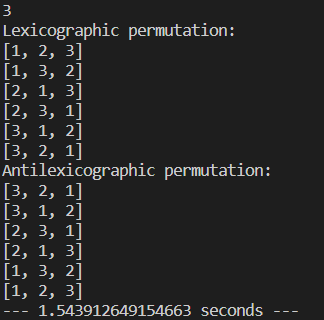 3
Lexicographic permutation:
[1, 2, 3]
[1, 3, 2]
[2, 1, 3]
[2, 3, 1]
[3, 1, 2]
[3, 2, 1]
Antilexicographic permutation:
[3, 2, 1]
[3, 1, 2]
[2, 3, 1]
[2, 1, 3]
[1, 3, 2]
[1, 2, 3]
--- 1.543912649154663 seconds ---